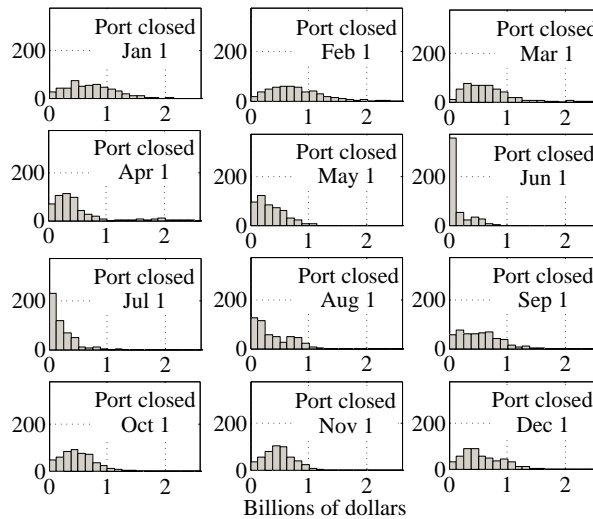 Port closed
Jan 1
200
0
0 1 2
Port closed
Feb 1
200
0
0 1 2
Port closed
Mar 1
200
0
0 1 2
Port closed
Apr 1
200
0
0 1 2
Port closed
May 1
200
0
0 1 2
Port closed
Jun 1
200
0
0 1 2
Port closed
Jul 1
200
0
0 1 2
Port closed
Aug 1
200
0
0 1 2
Port closed
Sep 1
200
0
0 1 2
Port closed
Oct 1
200
0
0 1 2
Port closed
Nov 1
200
0
0 1 2
Port closed
Dec 1
200
0
0 1 2
Billions of dollars